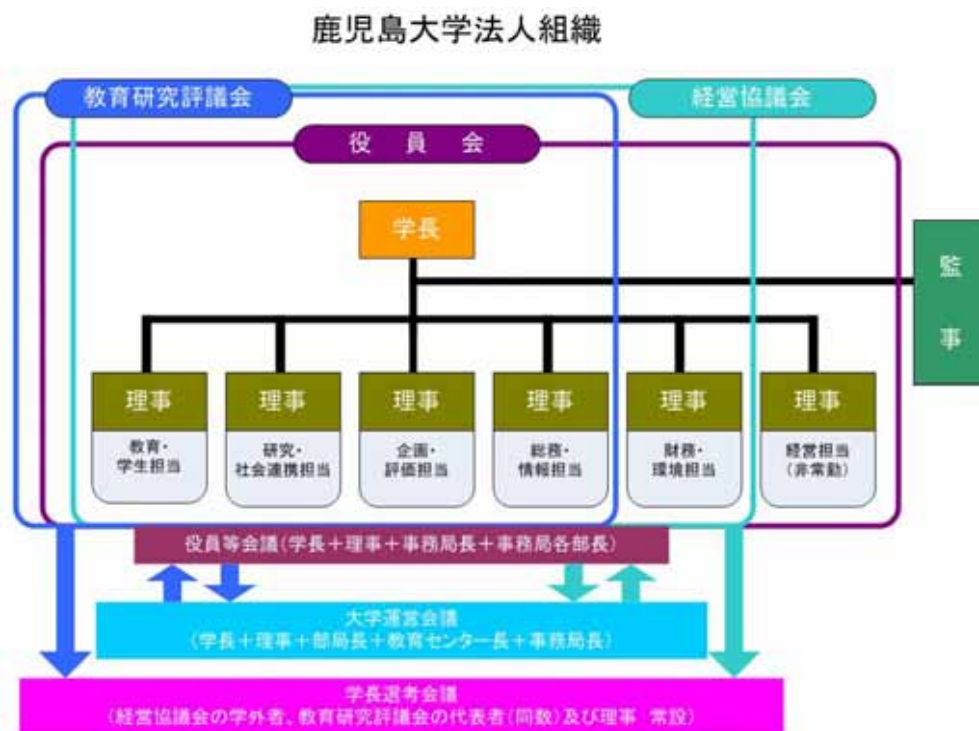 鹿児島大学法人組織
教育研究評議会
経営協議会
役 員 会
学長
監
事
理事
教育・
学生担当
理事
研究・
社会連携担当
理事
企画・
評価担当
理事
総務・
情報担当
理事
財務・
環境担当
理事
経営担当
(非常勤)
役員等会議(学長+理事+事務局長+事務局各部長)
大学運営会議
(学長+理事+部局長+教育センター長+事務局長)
学長選考会議
(経営協議会の学外者、教育研究評議会の代表者(同数)及び理事 常設)